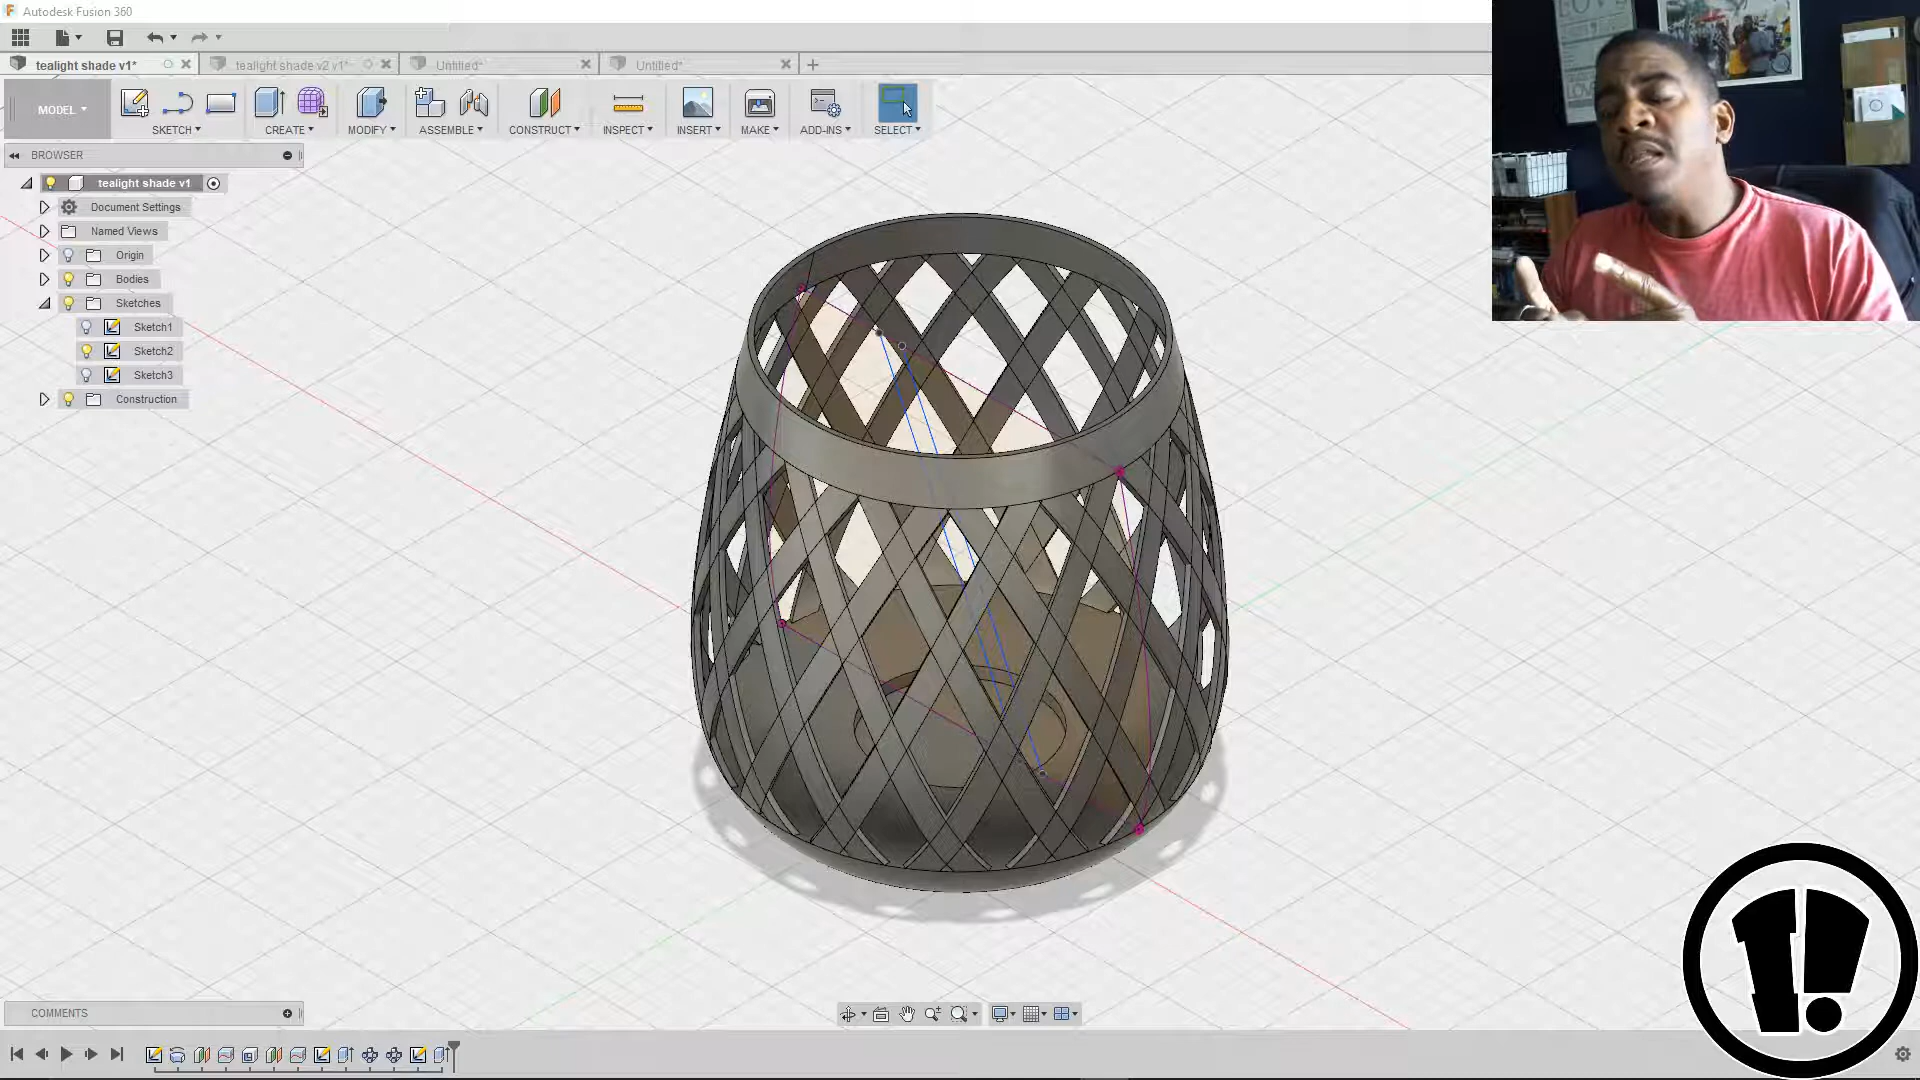 Autodesk Fusion 360
tealight shade v1*
tealight shade v2 v1*
Untitled*
Untitled*
MODEL
SKETCH
CREATE
MODIFY
ASSEMBLE
CONSTRUCT
INSPECT
INSERT
MAKE
ADD-INS
SELECT
BROWSER
tealight shade v1
Document Settings
Named Views
Origin
Bodies
Sketches
Sketch1
Sketch2
Sketch3
Construction
COMMENTS